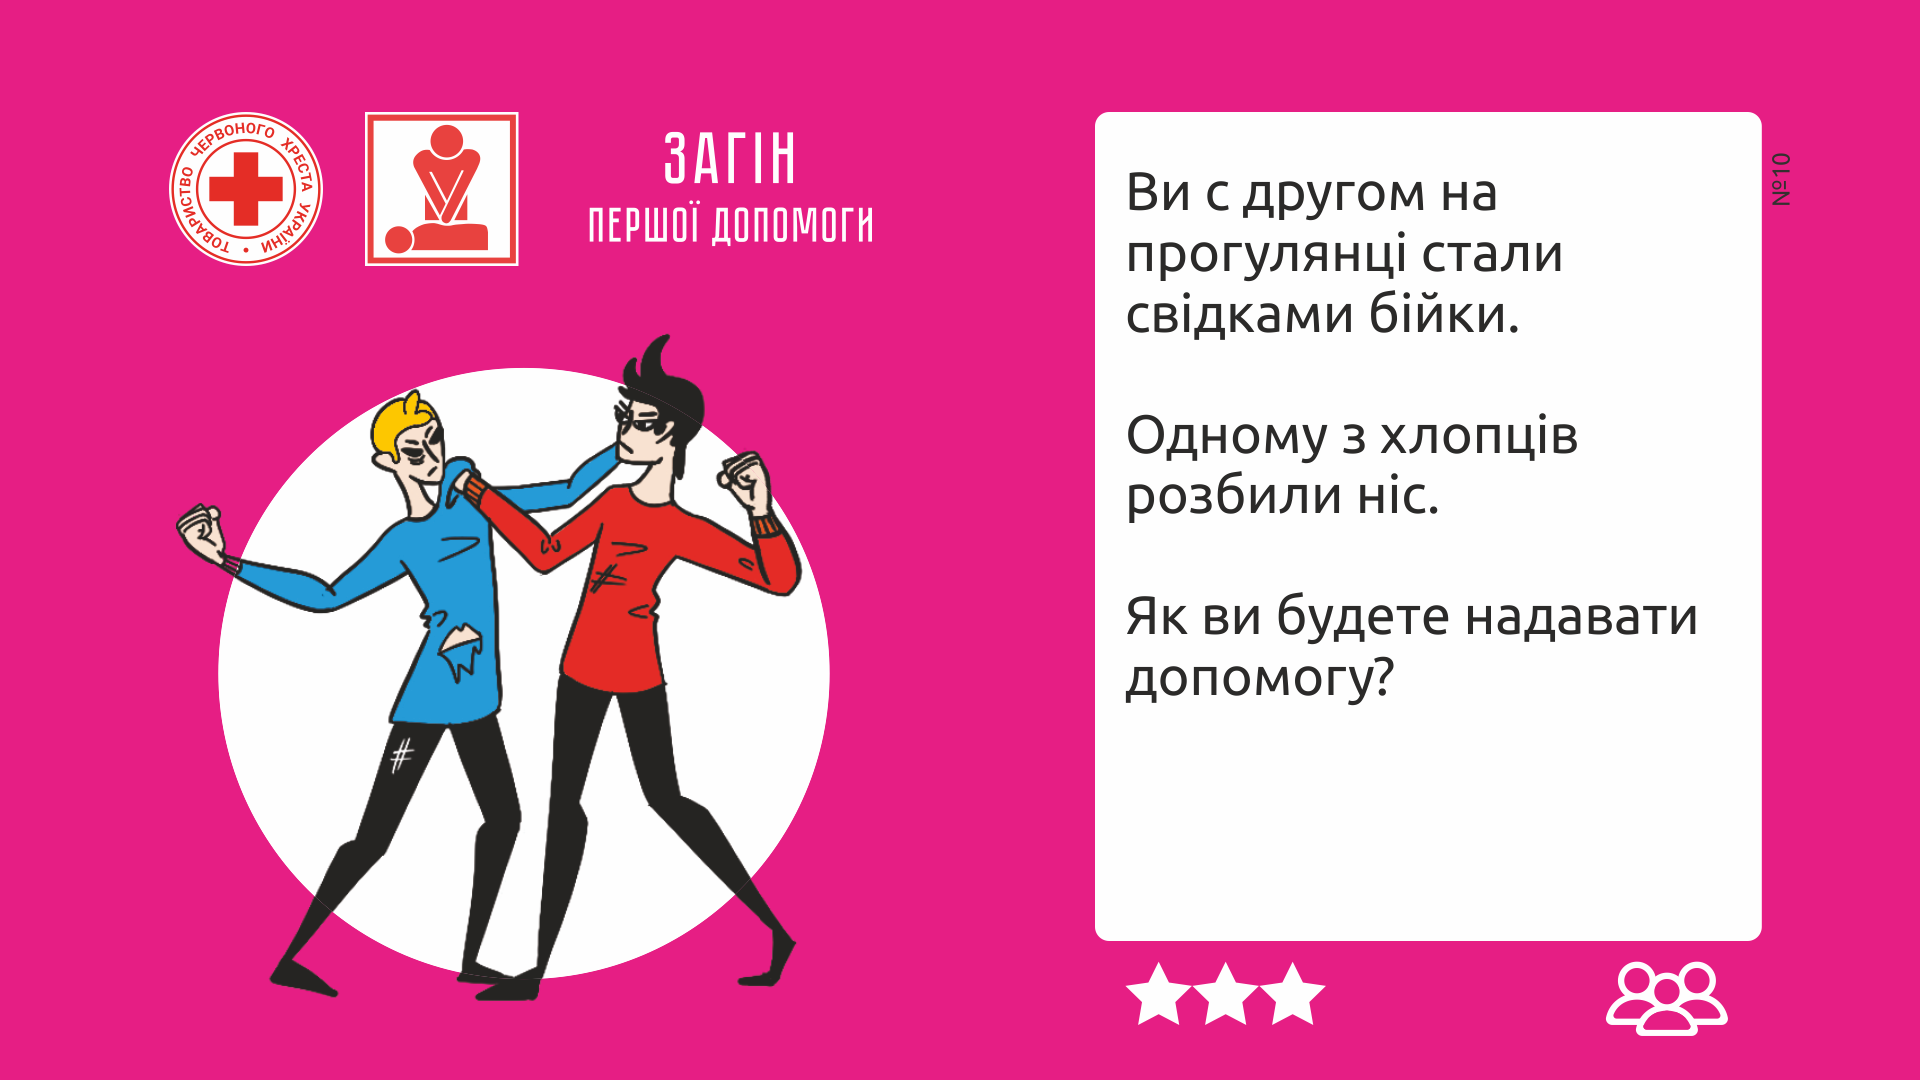 ТОВАРИСТВО ЧЕРВОНОГО ХРЕСТА УКРАЇНИ •
ЗАГІН
ПЕРШОЇ ДОПОМОГИ
Ви с другом на
прогулянці стали
свідками бійки.
Одному з хлопців
розбили ніс.
Як ви будете надавати
допомогу?
№10